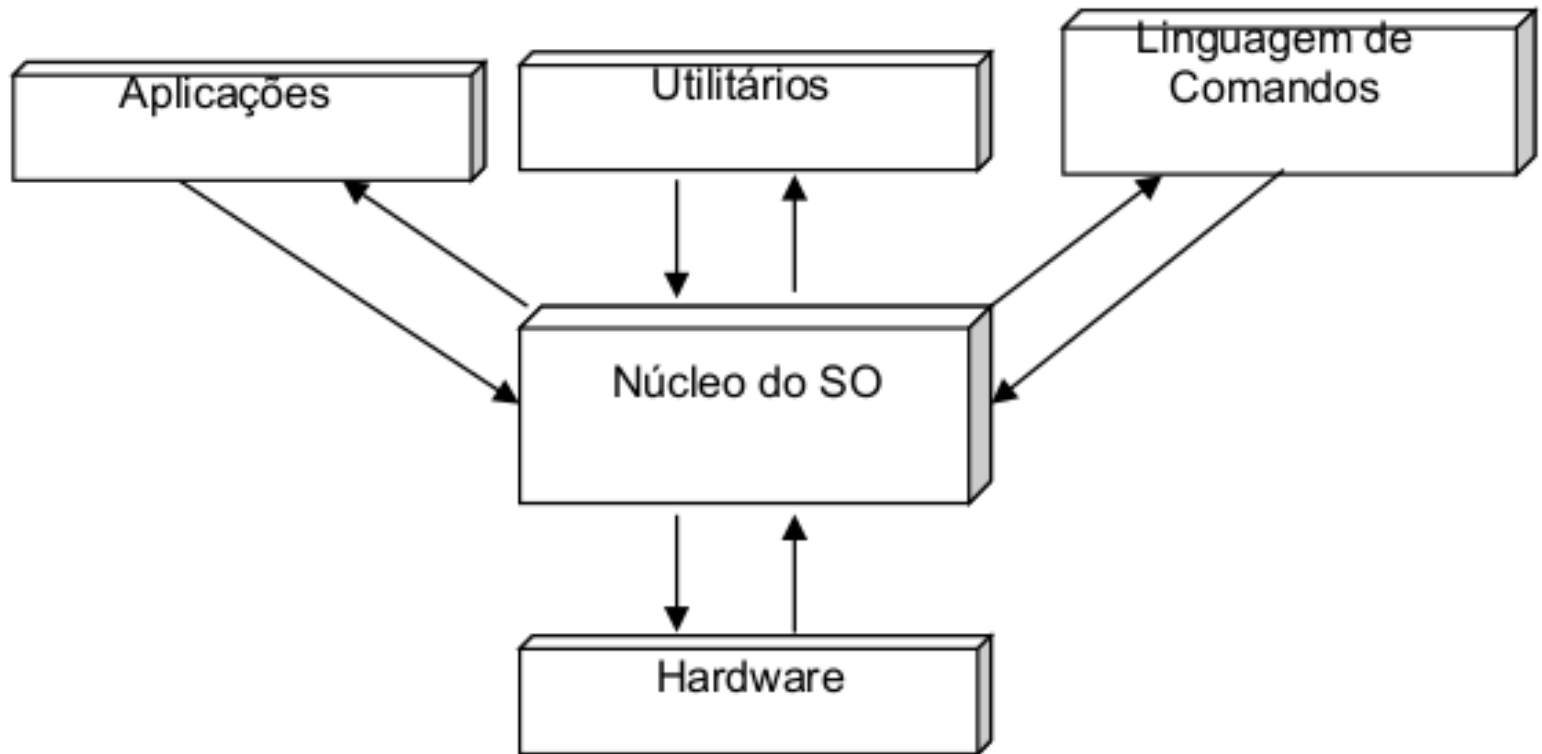 Aplicações
Utilitários
Linguagem de
Comandos
Núcleo do SO
Hardware